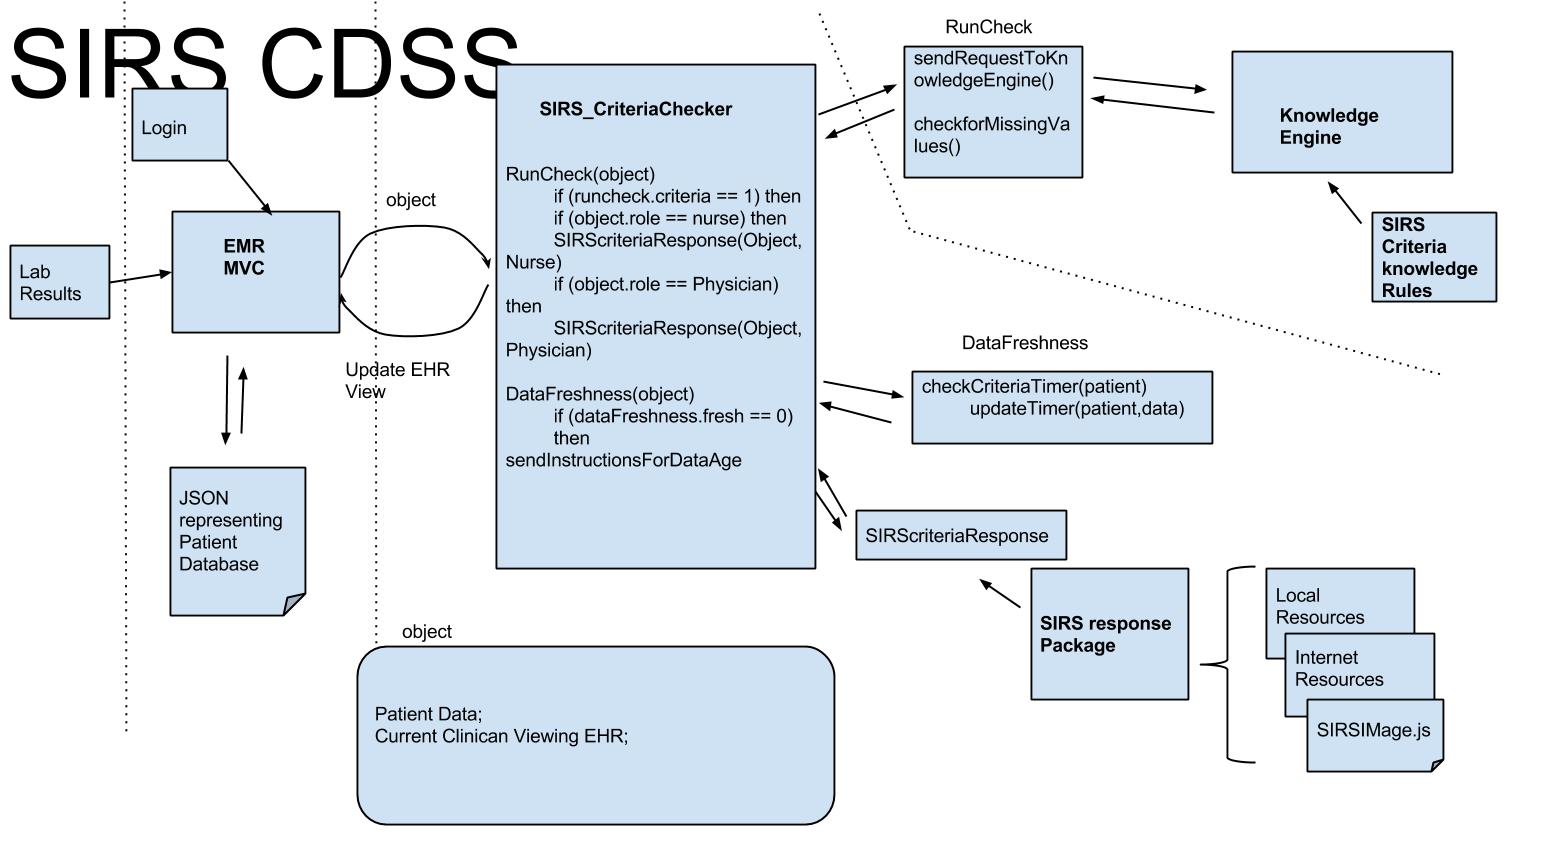 SIRS CDSS
Login
Lab
Results
EMR
MVC
object
Update EHR
View
JSON
representing
Patient
Database
SIRS_CriteriaChecker
RunCheck(object)
if (runcheck.criteria == 1) then
if (object.role == nurse) then
SIRScriteriaResponse(Object,
Nurse)
if (object.role == Physician)
then
SIRScriteriaResponse(Object,
Physician)
DataFreshness(object)
if (dataFreshness.fresh == 0)
then
sendInstructionsForDataAge
RunCheck
sendRequestToKn
owledgeEngine()
checkforMissingVa
lues()
Knowledge
Engine
SIRS
Criteria
knowledge
Rules
DataFreshness
checkCriteriaTimer(patient)
updateTimer(patient,data)
SIRScriteriaResponse
SIRS response
Package
Local
Resources
Internet
Resources
SIRSIMage.js
object
Patient Data;
Current Clinican Viewing EHR;